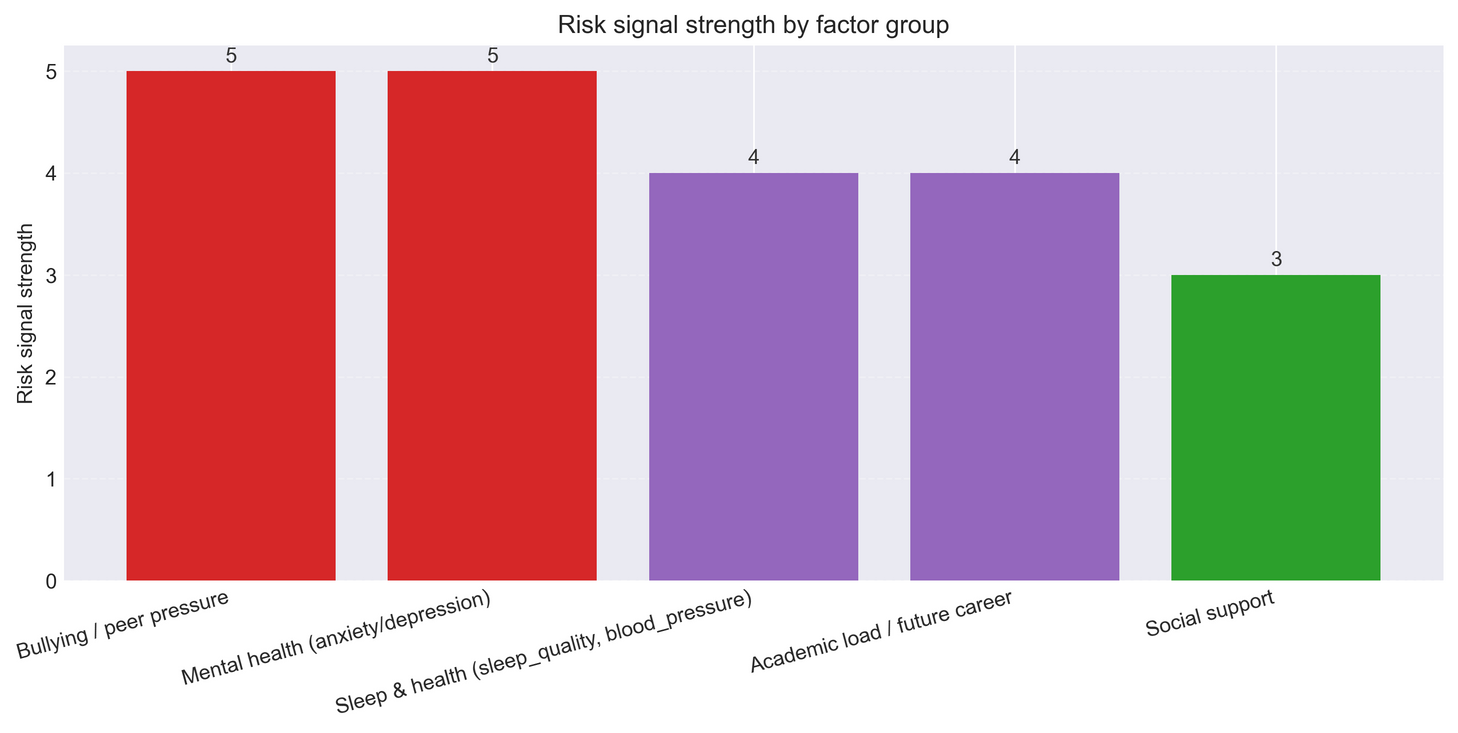 Risk signal strength by factor group
Risk signal strength
5
4
3
2
1
0
5
5
4
4
3
Bullying / peer pressure
Mental health (anxiety/depression)
Sleep & health (sleep_quality, blood_pressure)
Academic load / future career
Social support